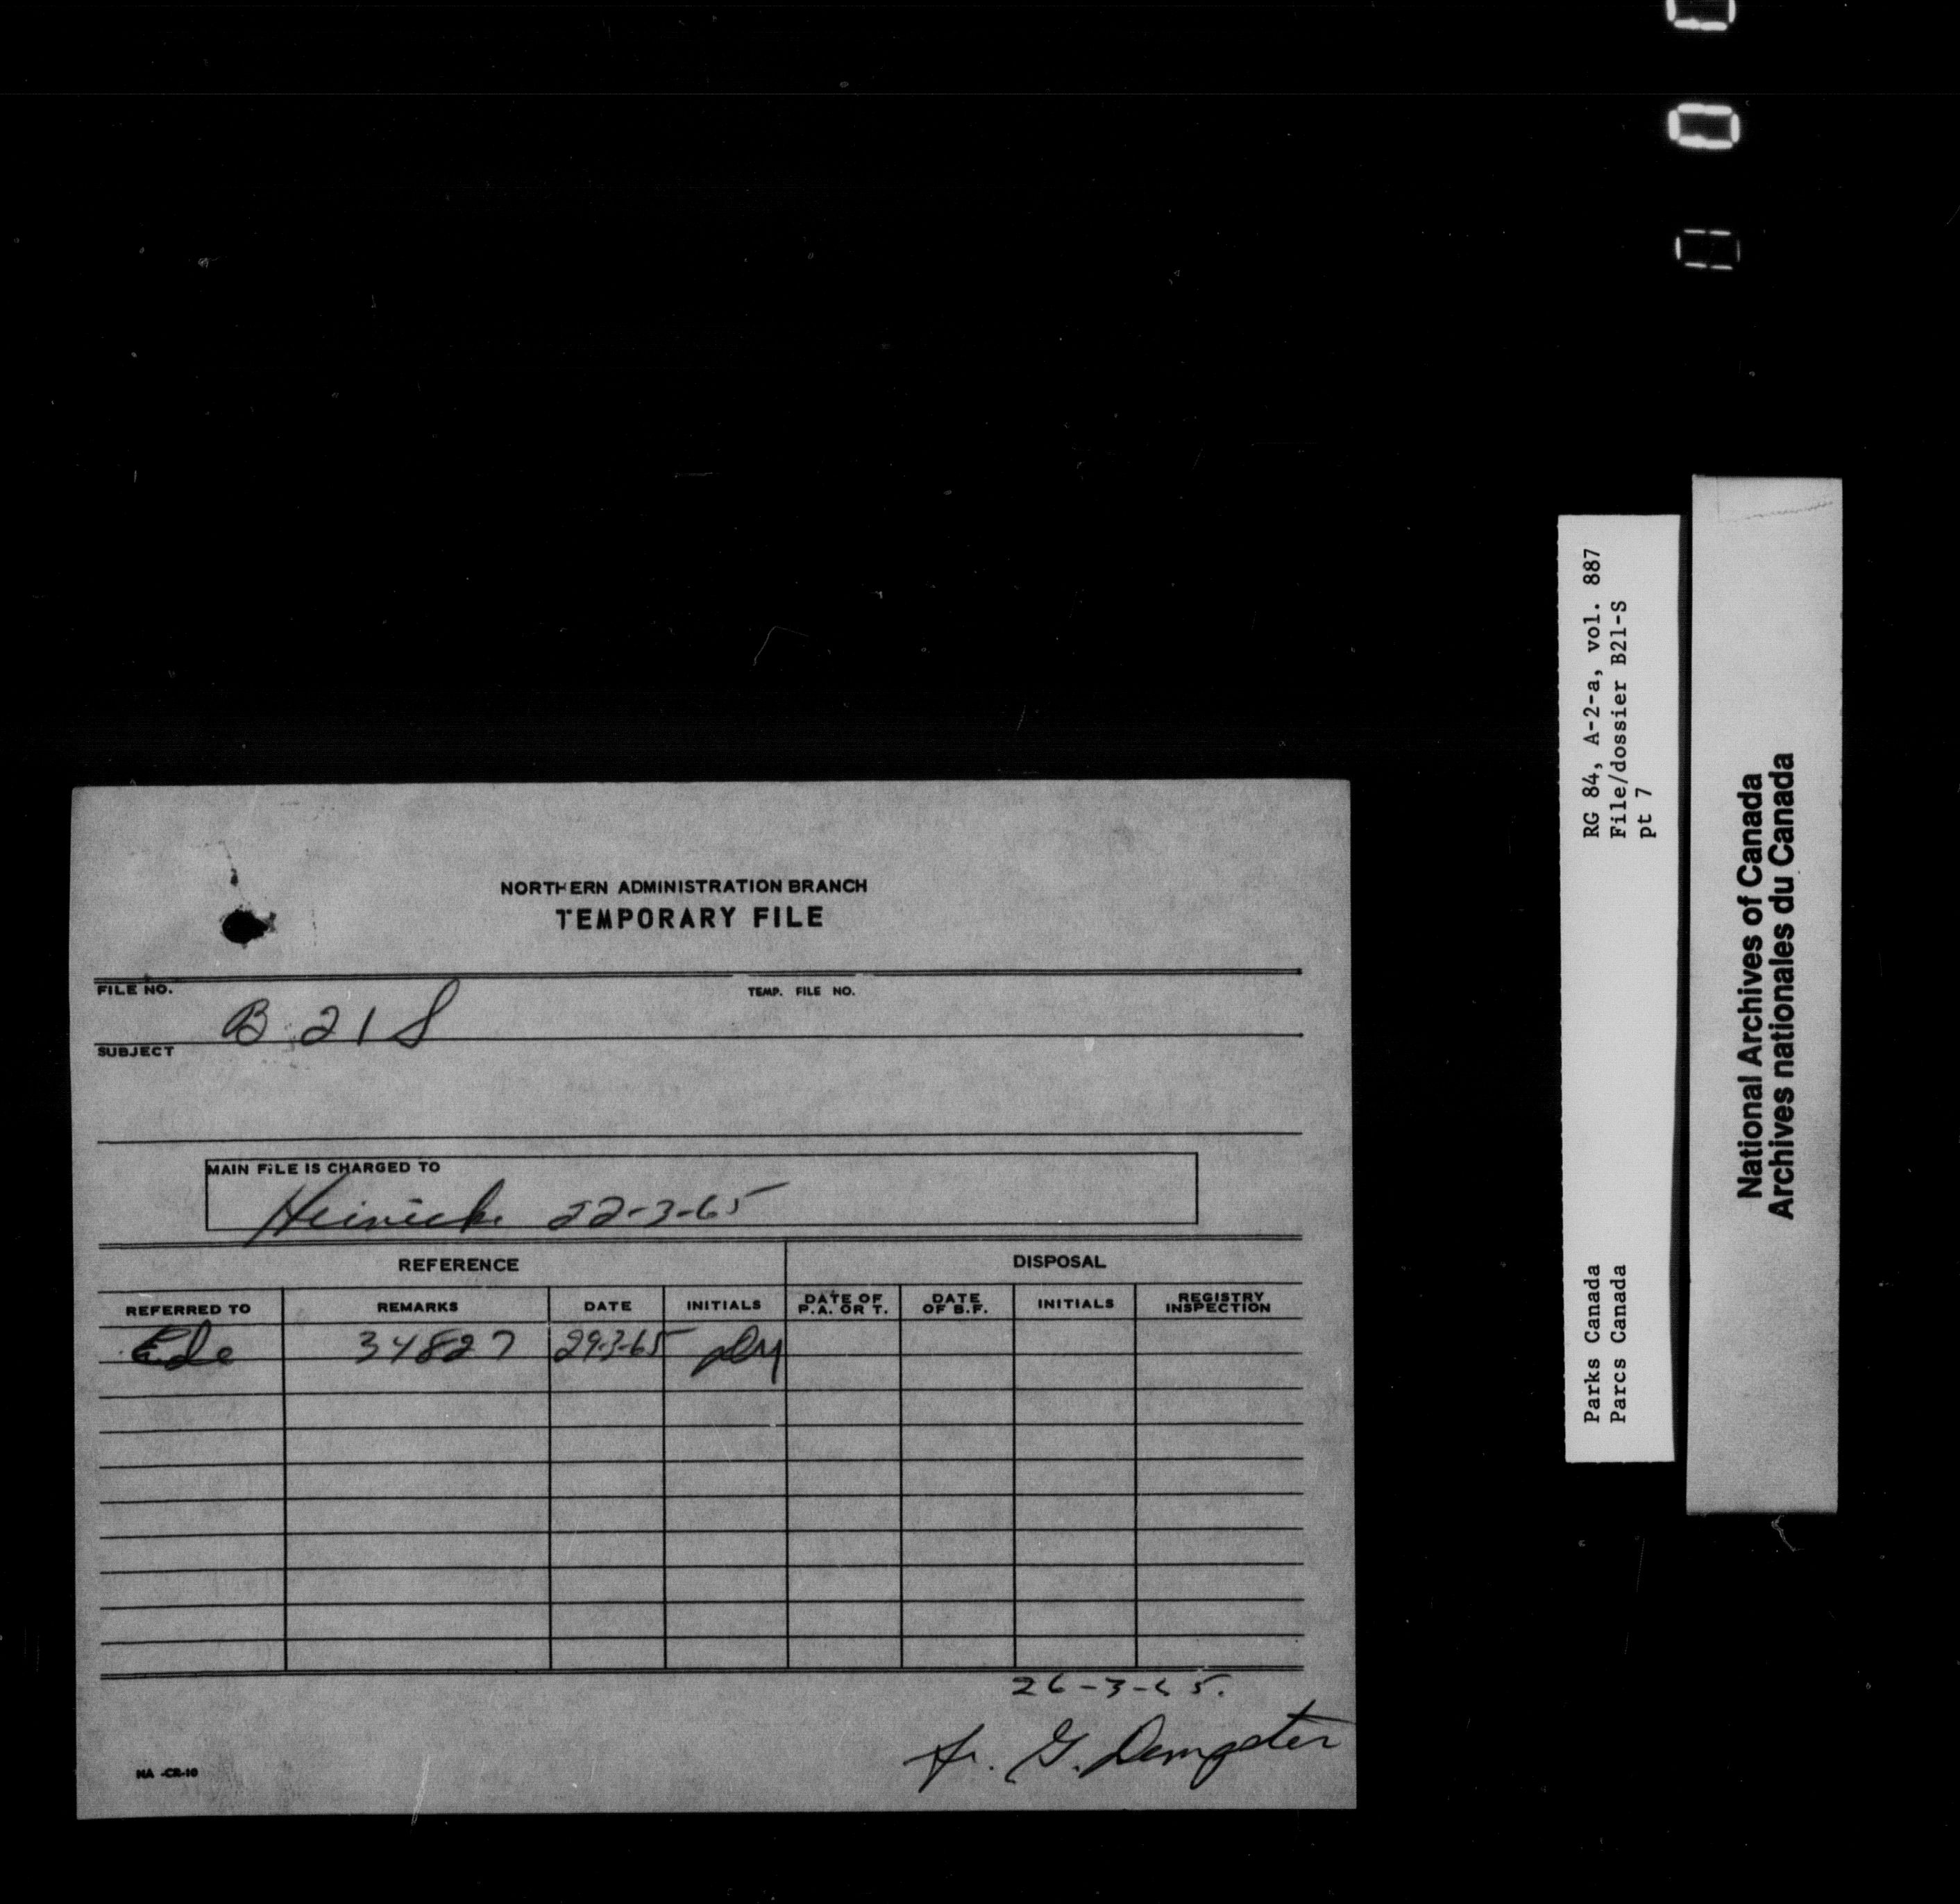 NORTHERN ADMINISTRATION BRANCH
TEMPORARY FILE
FILE NO. B 21 S TEMP. FILE NO.
SUBJECT
MAIN FILE IS CHARGED TO
22-3-65
REFERENCE DISPOSAL
REFERRED TO REMARKS DATE INITIALS DATE OF P.A. OR T. DATE OF B.F. INITIALS REGISTRY INSPECTION
Ede 34827 29-3-65
26-3-65.
G. Dempster
NA -CR-10
RG 84, A-2-a, vol. 887
File/dossier B21-S
pt 7
Parks Canada
Parcs Canada
National Archives of Canada
Archives nationales du Canada